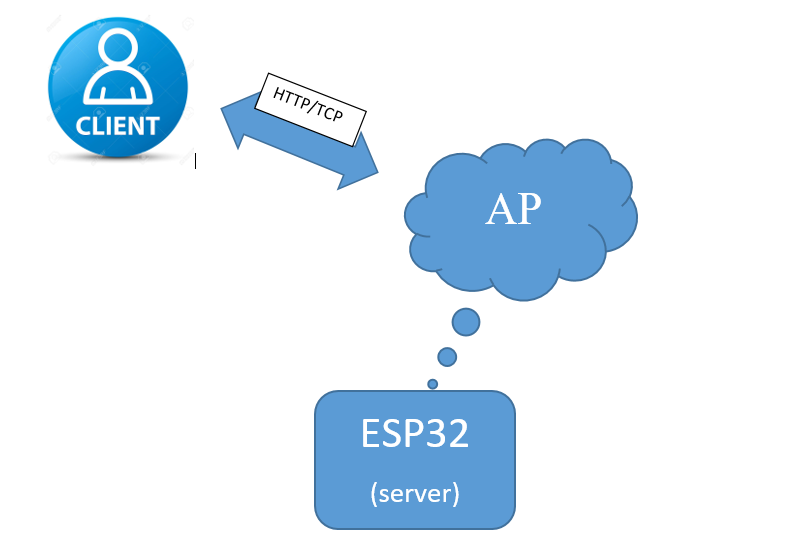 CLIENT
HTTP/TCP
AP
ESP32
(server)